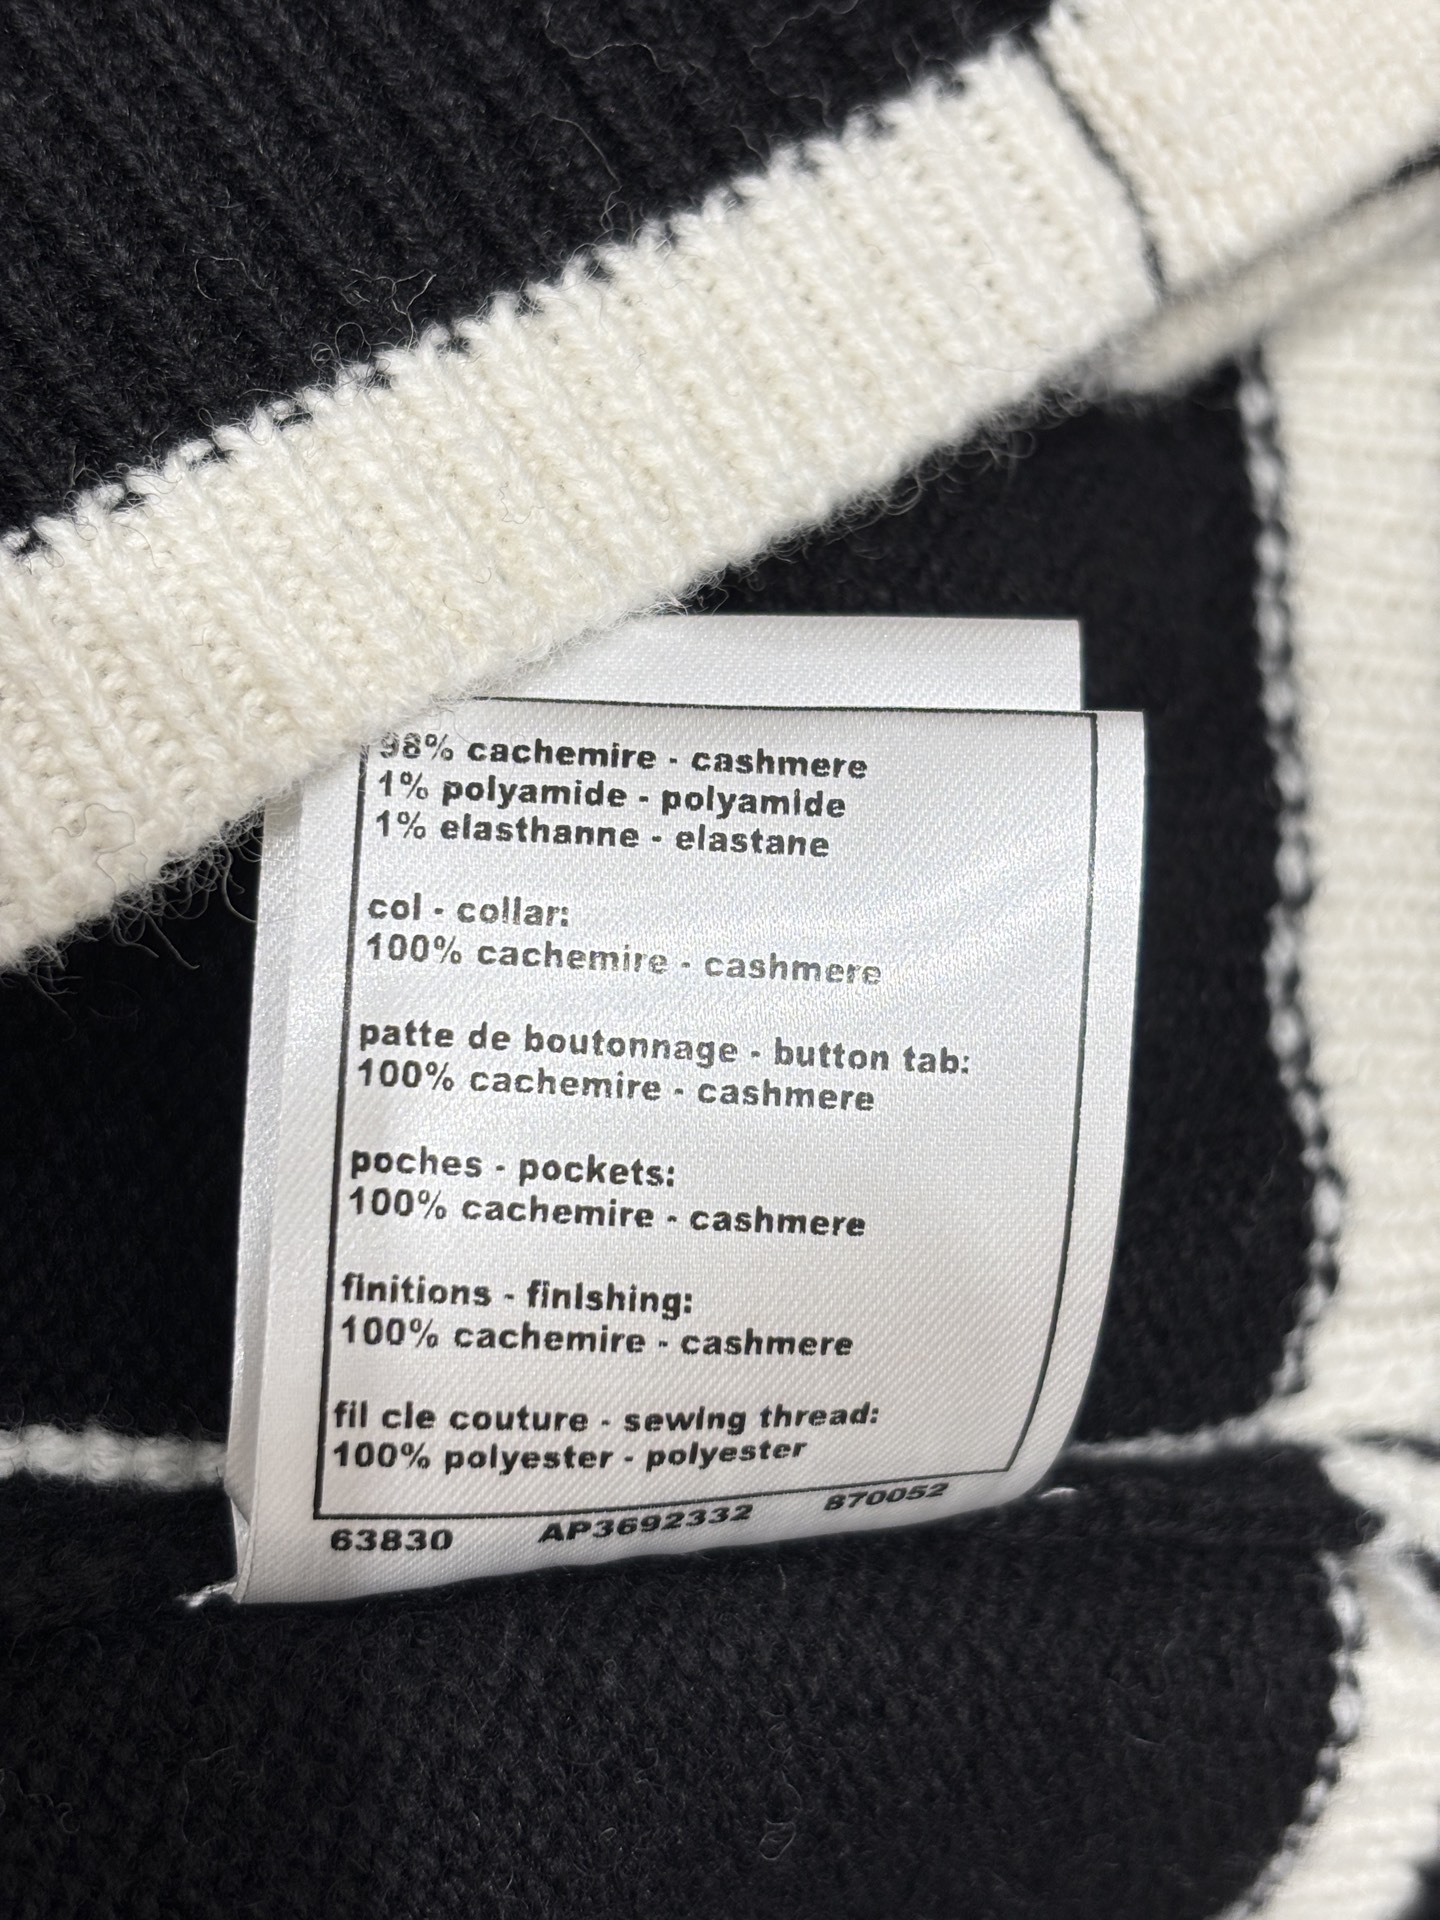 98% cachemire - cashmere
1% polyamide - polyamide
1% elasthanne - elastane
col - collar:
100% cachemire - cashmere
patte de boutonnage - button tab:
100% cachemire - cashmere
poches - pockets:
100% cachemire - cashmere
finitions - finishing:
100% cachemire - cashmere
fil cle couture - sewing thread:
100% polyester - polyester
63830 AP3692332 870052